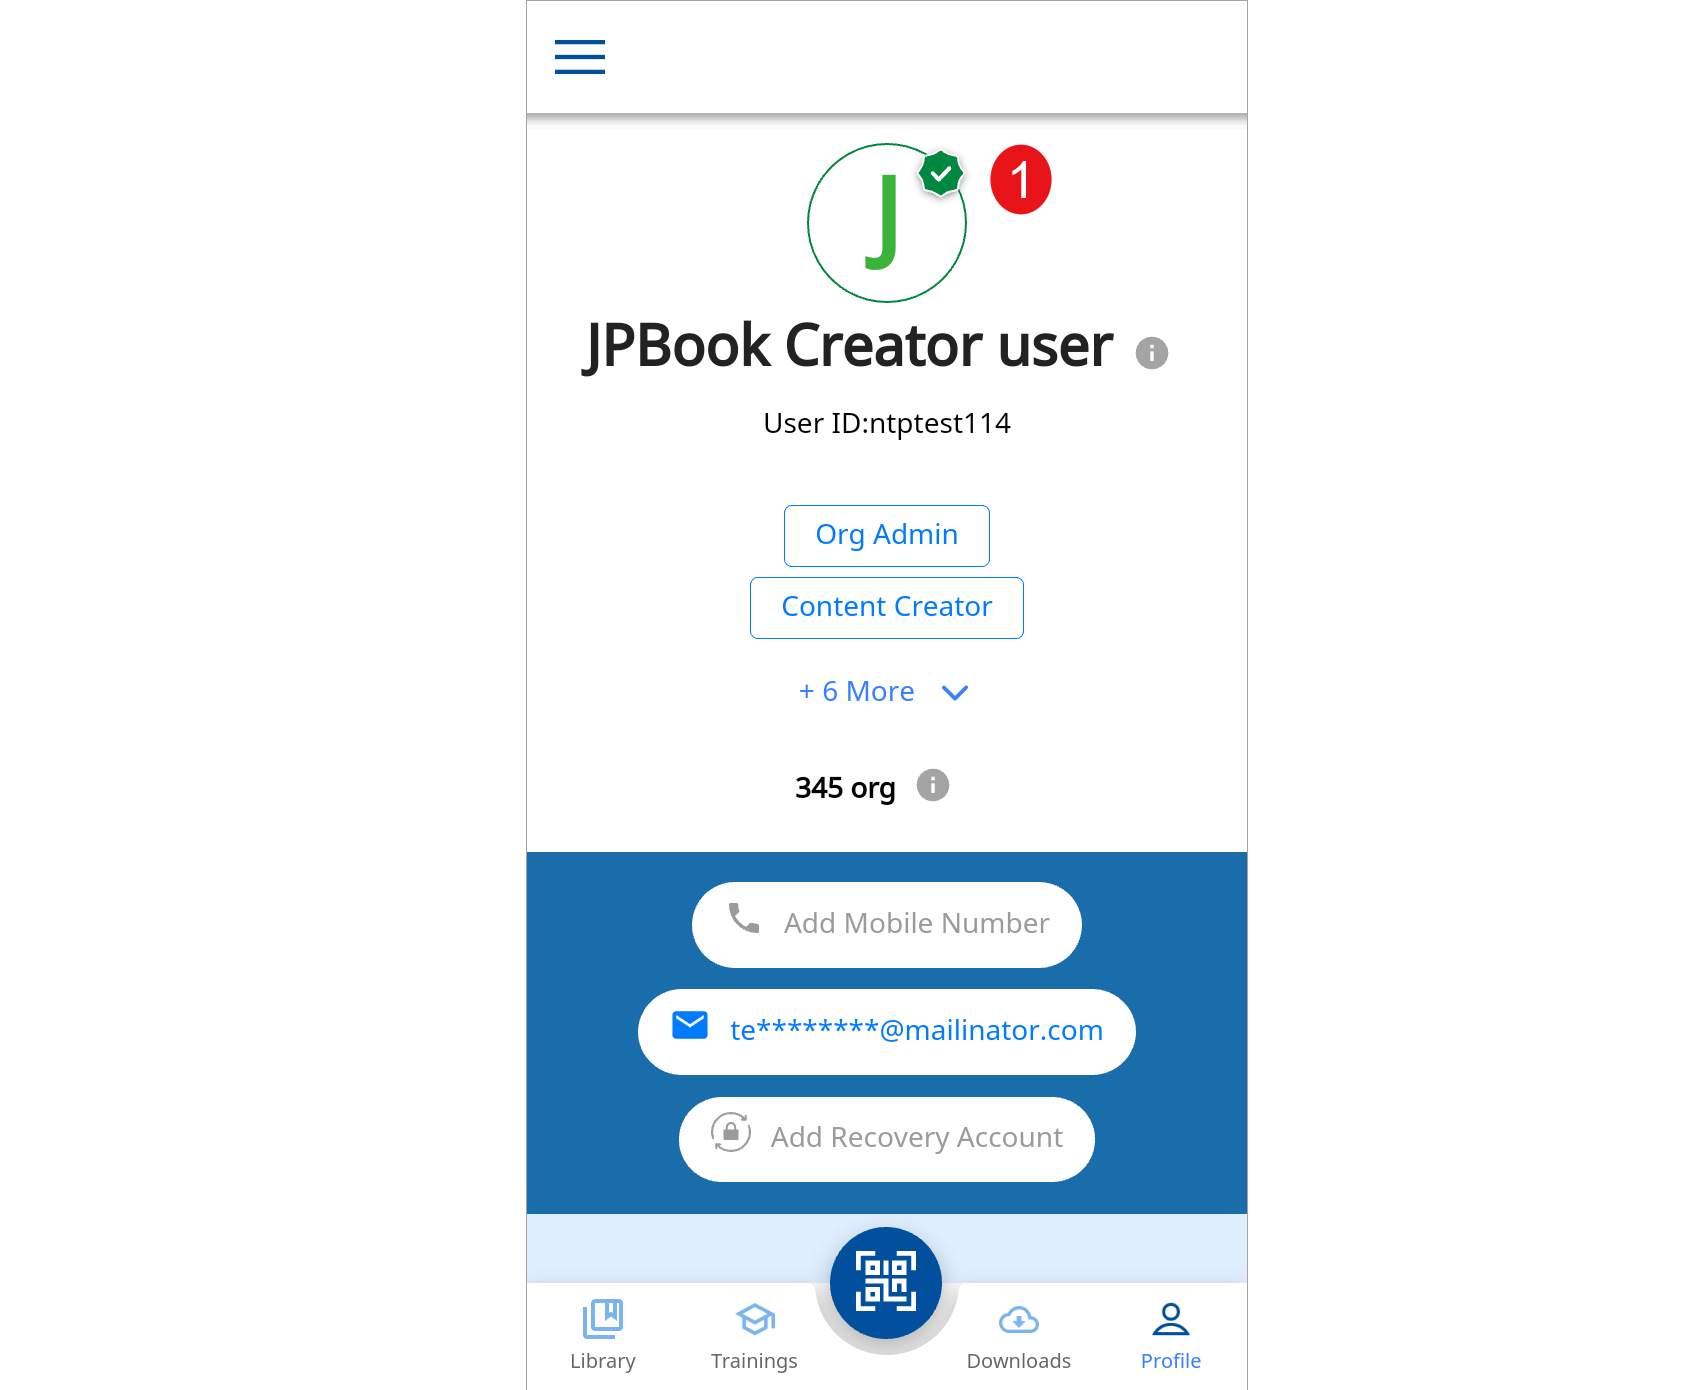 J
1
JPBook Creator user
User ID:ntptest114
Org Admin
Content Creator
+ 6 More
345 org
Add Mobile Number
te********@mailinator.com
Add Recovery Account
Library
Trainings
Downloads
Profile